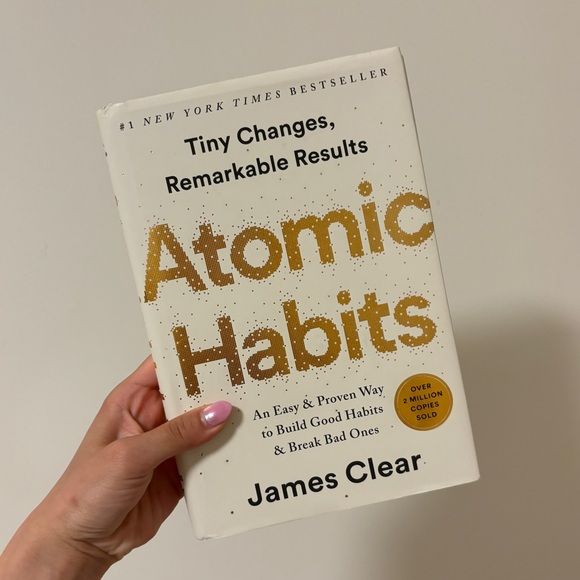 #1 NEW YORK TIMES BESTSELLER
Tiny Changes,
Remarkable Results
Atomic
Habits
An Easy & Proven Way
to Build Good Habits
& Break Bad Ones
OVER
2 MILLION
COPIES
SOLD
James Clear